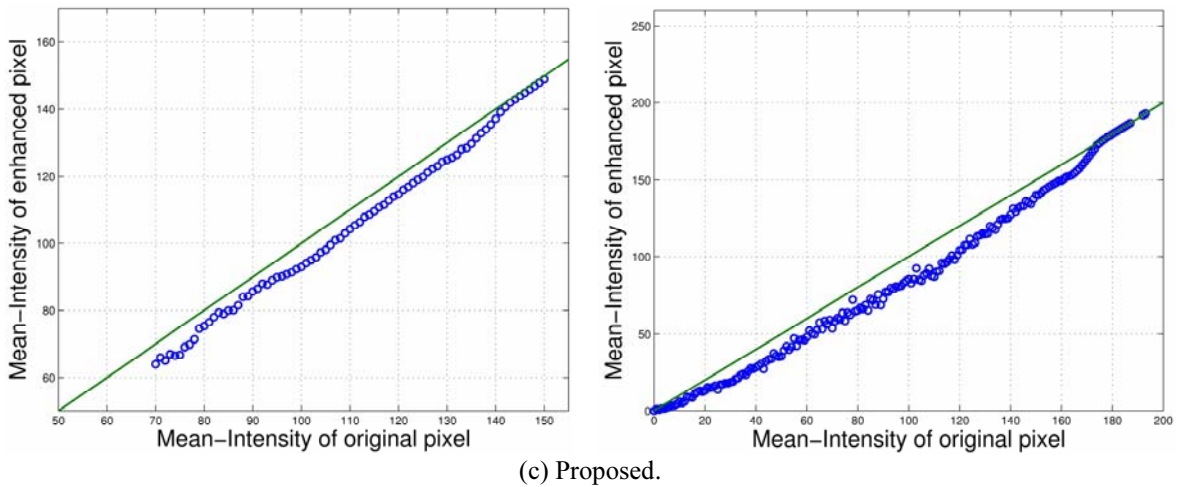 160
140
120
100
80
60
50 60 70 80 90 100 110 120 130 140 150
Mean-Intensity of enhanced pixel
Mean-Intensity of original pixel
250
200
150
100
50
0
0 20 40 60 80 100 120 140 160 180 200
Mean-Intensity of enhanced pixel
Mean-Intensity of original pixel
(c) Proposed.